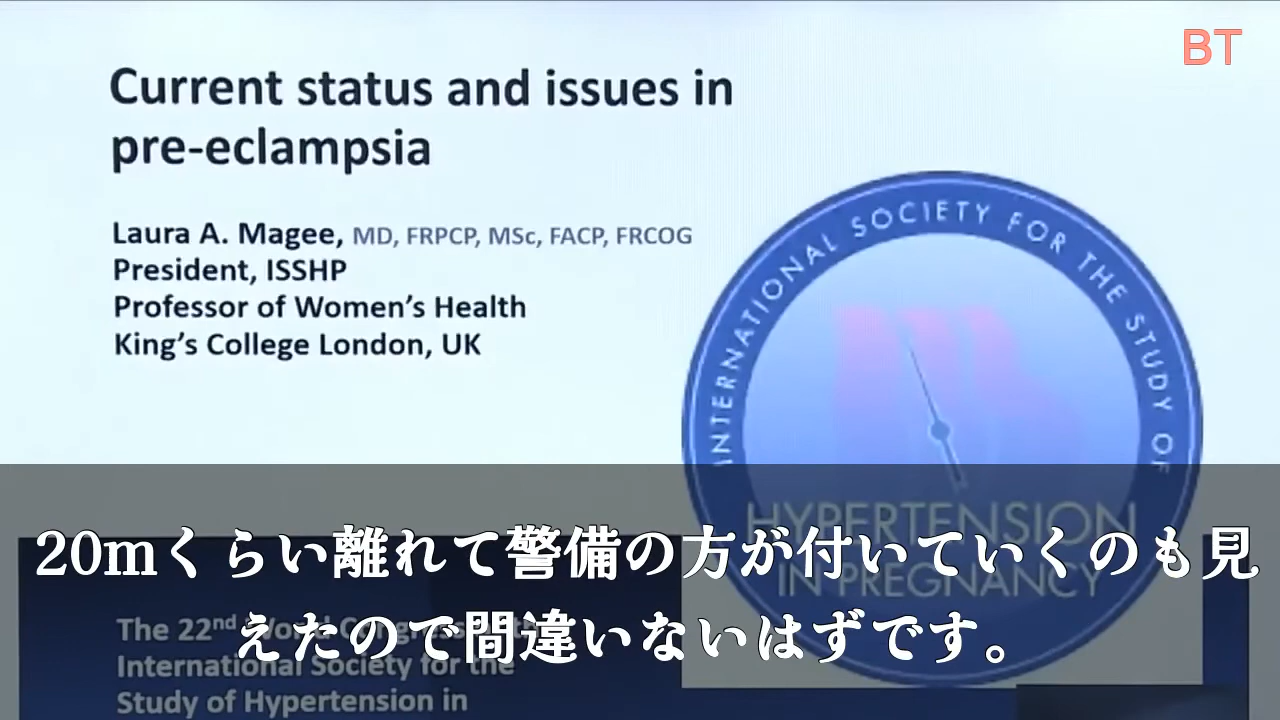 BT
Current status and issues in
pre-eclampsia
Laura A. Magee, MD, FRPCP, MSc, FACP, FRCOG
President, ISSHP
Professor of Women's Health
King's College London, UK
INTERNATIONAL SOCIETY FOR THE STUDY OF
HYPERTENSION
IN PREGNANCY
20mくらい離れて警備の方が付いていくのも見
えたので間違いないはずです。
The 22nd World Congress
International Society for the
Study of Hypertension in